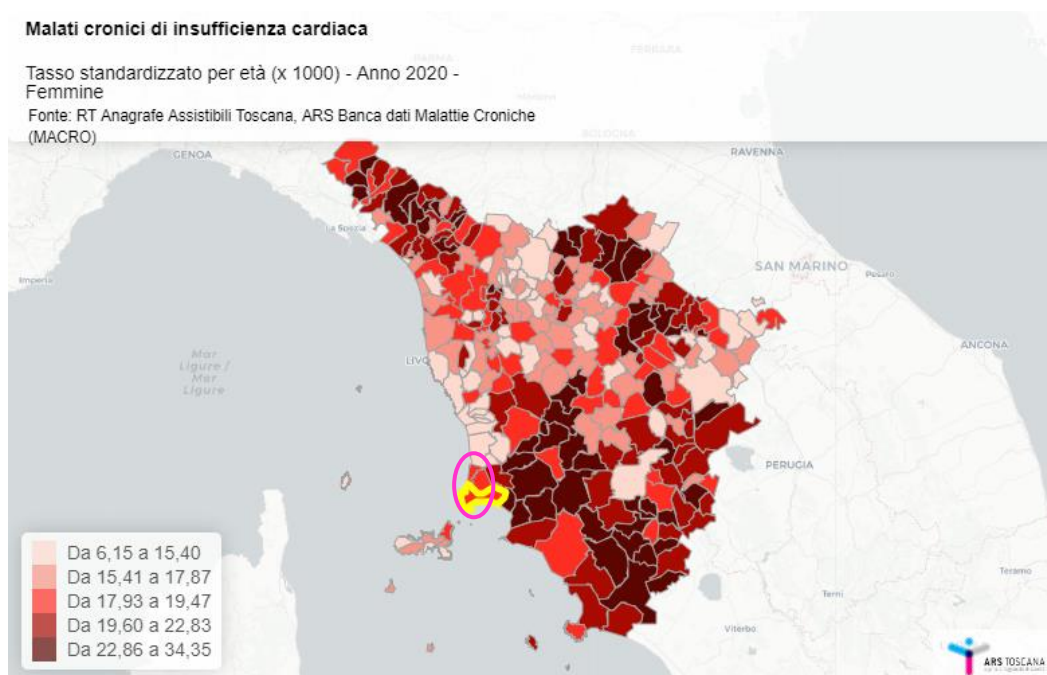 Malati cronici di insufficienza cardiaca
Tasso standardizzato per età (x 1000) - Anno 2020 -
Femmine
Fonte: RT Anagrafe Assistibili Toscana, ARS Banca dati Malattie Croniche
(MACRO)
PARMA
FERRARA
BOLOGNA
GENOA
RAVENNA
La Spezia
Imperia
SAN MARINO
Pesaro
ANCONA
Mar
Ligure /
Mer
Ligure
LIVO
PERUGIA
Da 6,15 a 15,40
Da 15,41 a 17,87
Da 17,93 a 19,47
Da 19,60 a 22,83
Da 22,86 a 34,35
Teramo
Terni
Viterbo
ARS TOSCANA